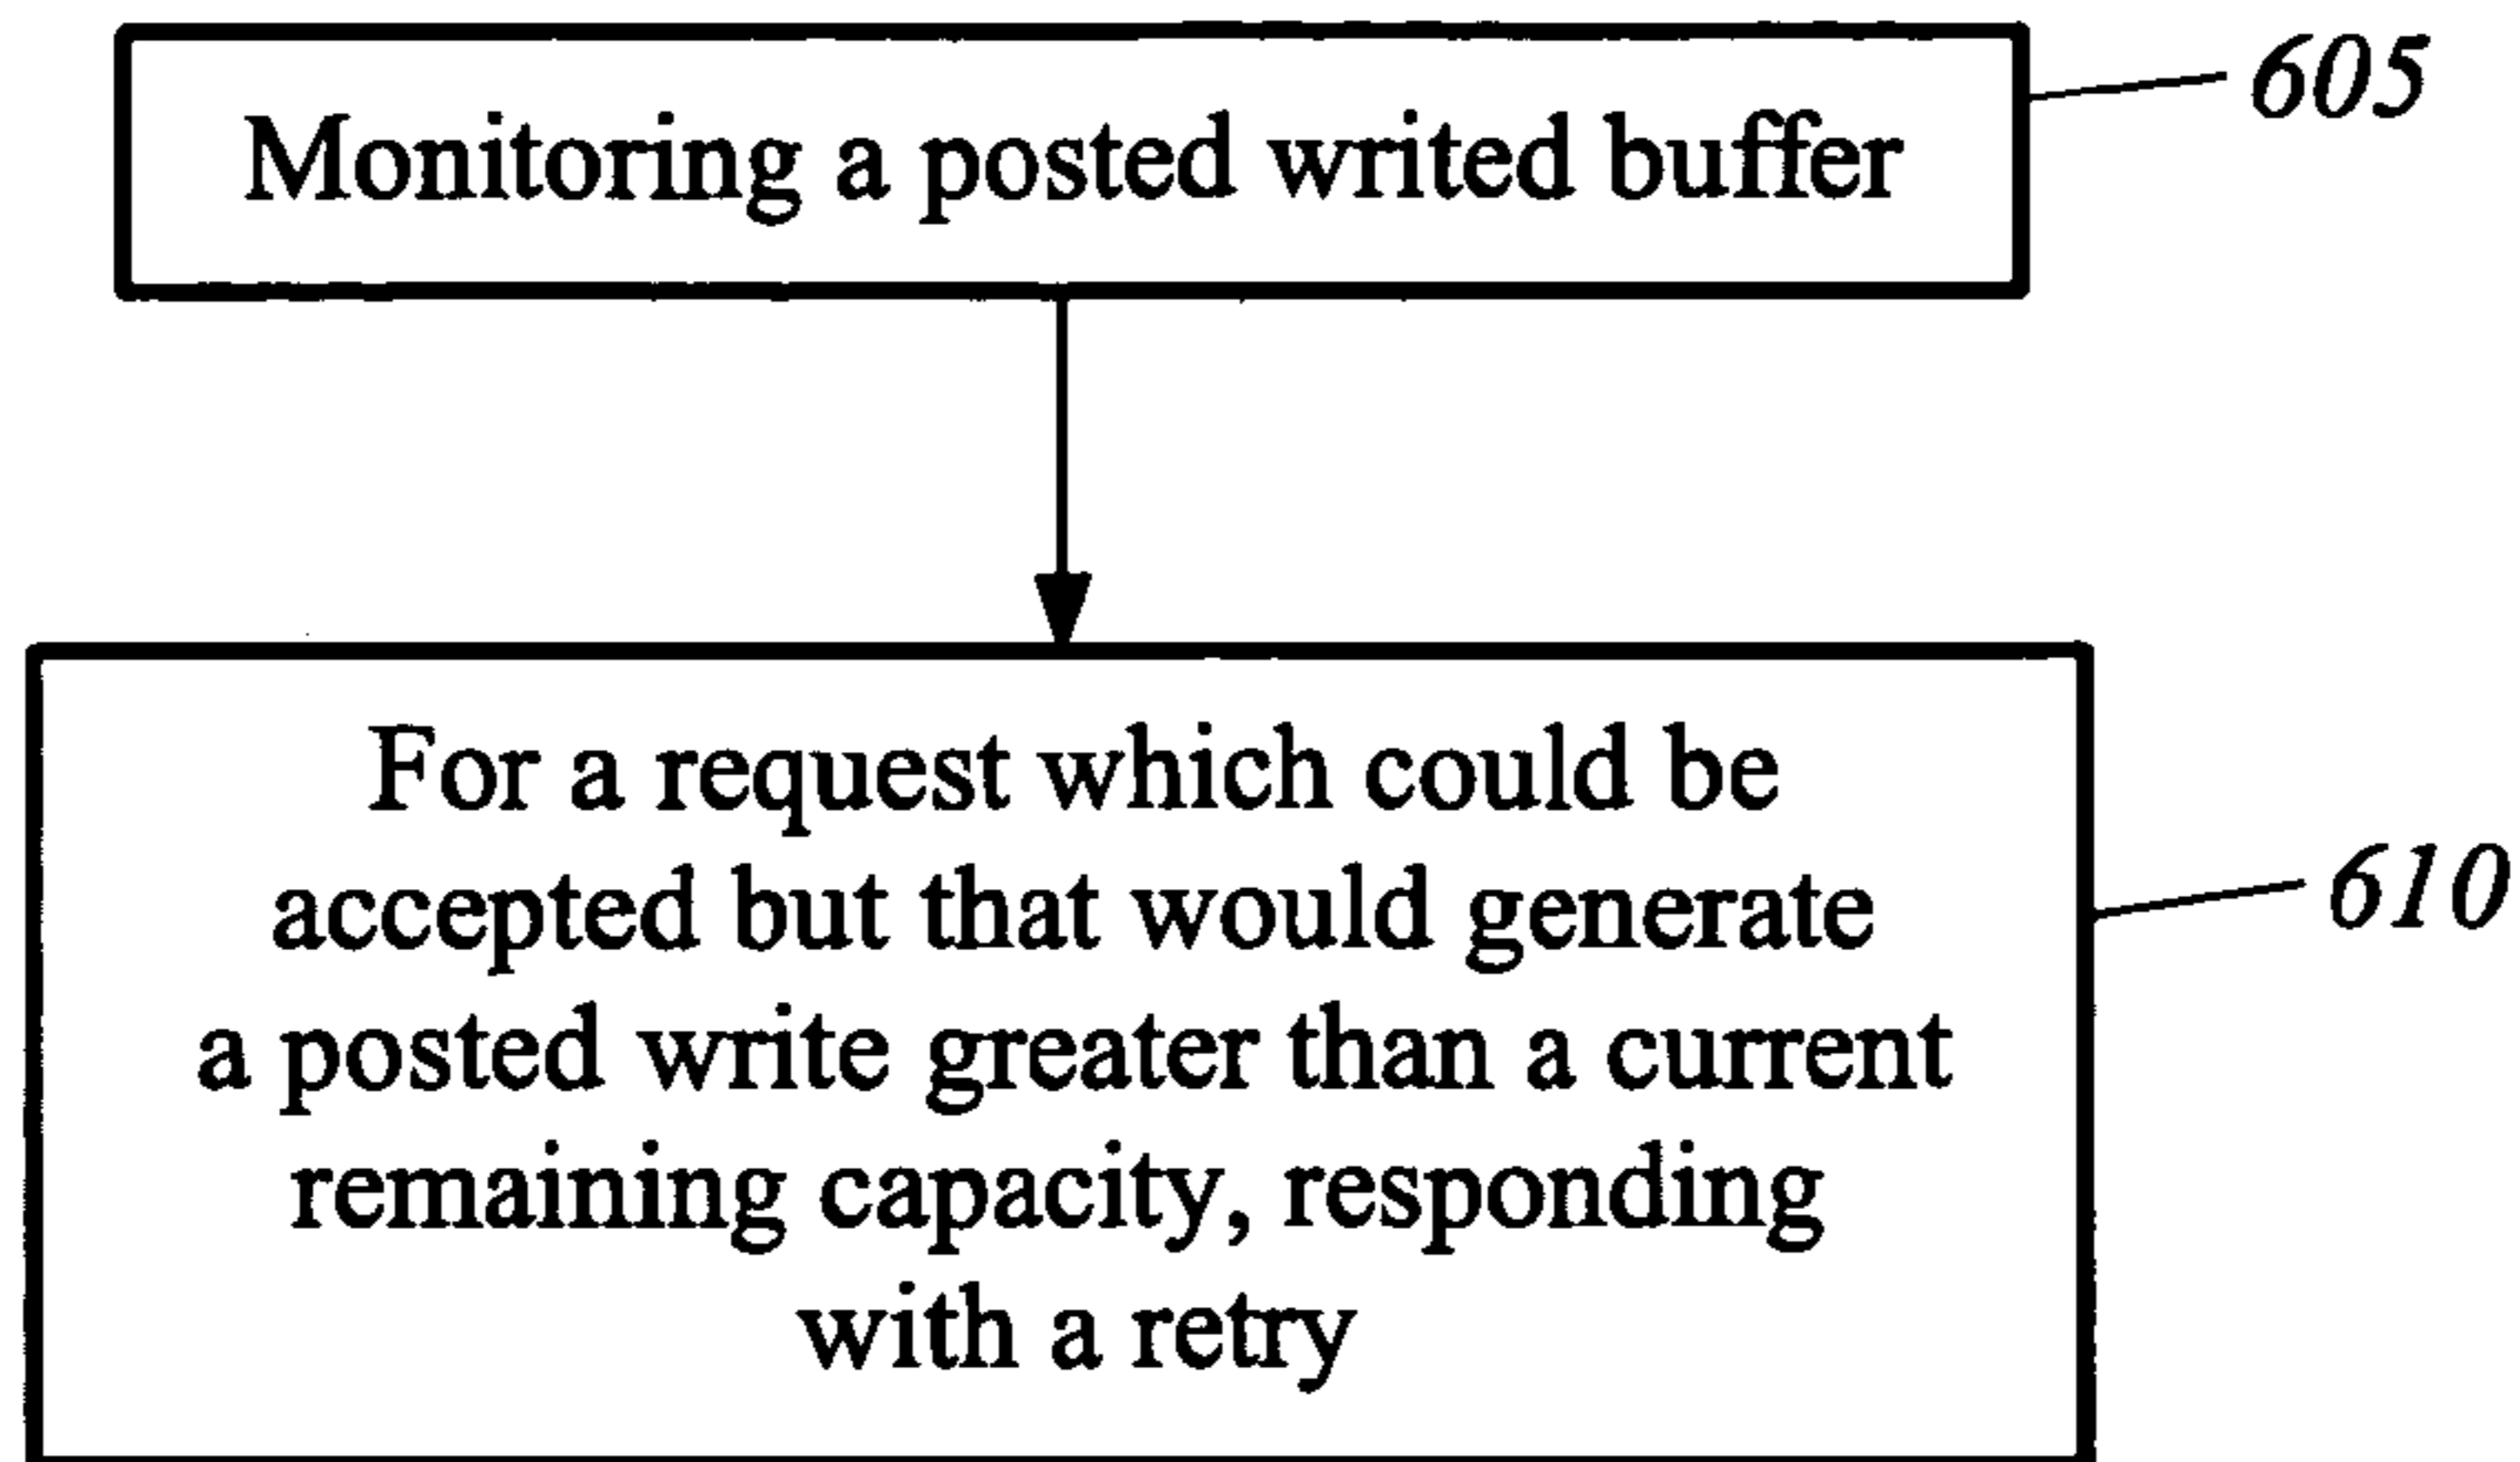 Monitoring a posted writed buffer
605
For a request which could be
accepted but that would generate
a posted write greater than a current
remaining capacity, responding
with a retry
610